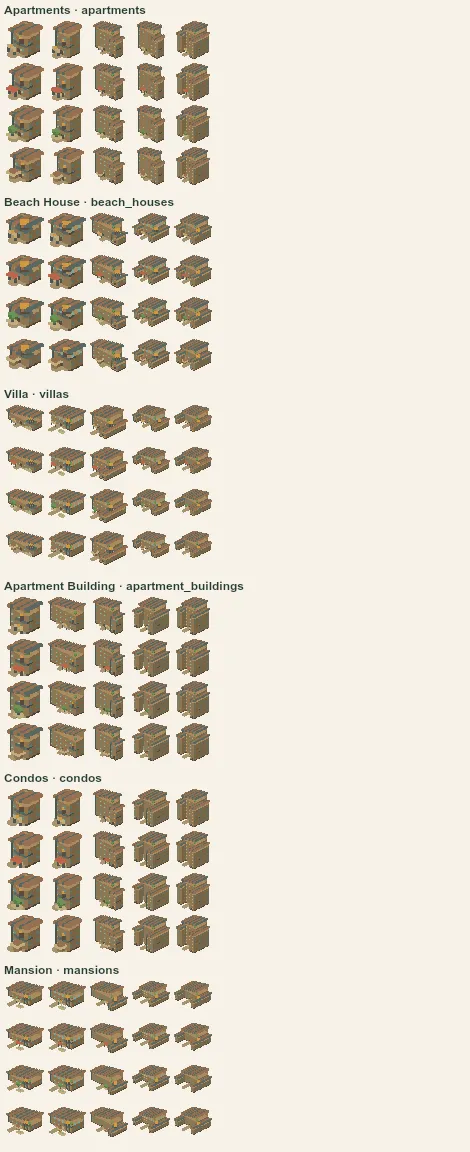 Apartments · apartments
Beach House · beach_houses
Villa · villas
Apartment Building · apartment_buildings
Condos · condos
Mansion · mansions